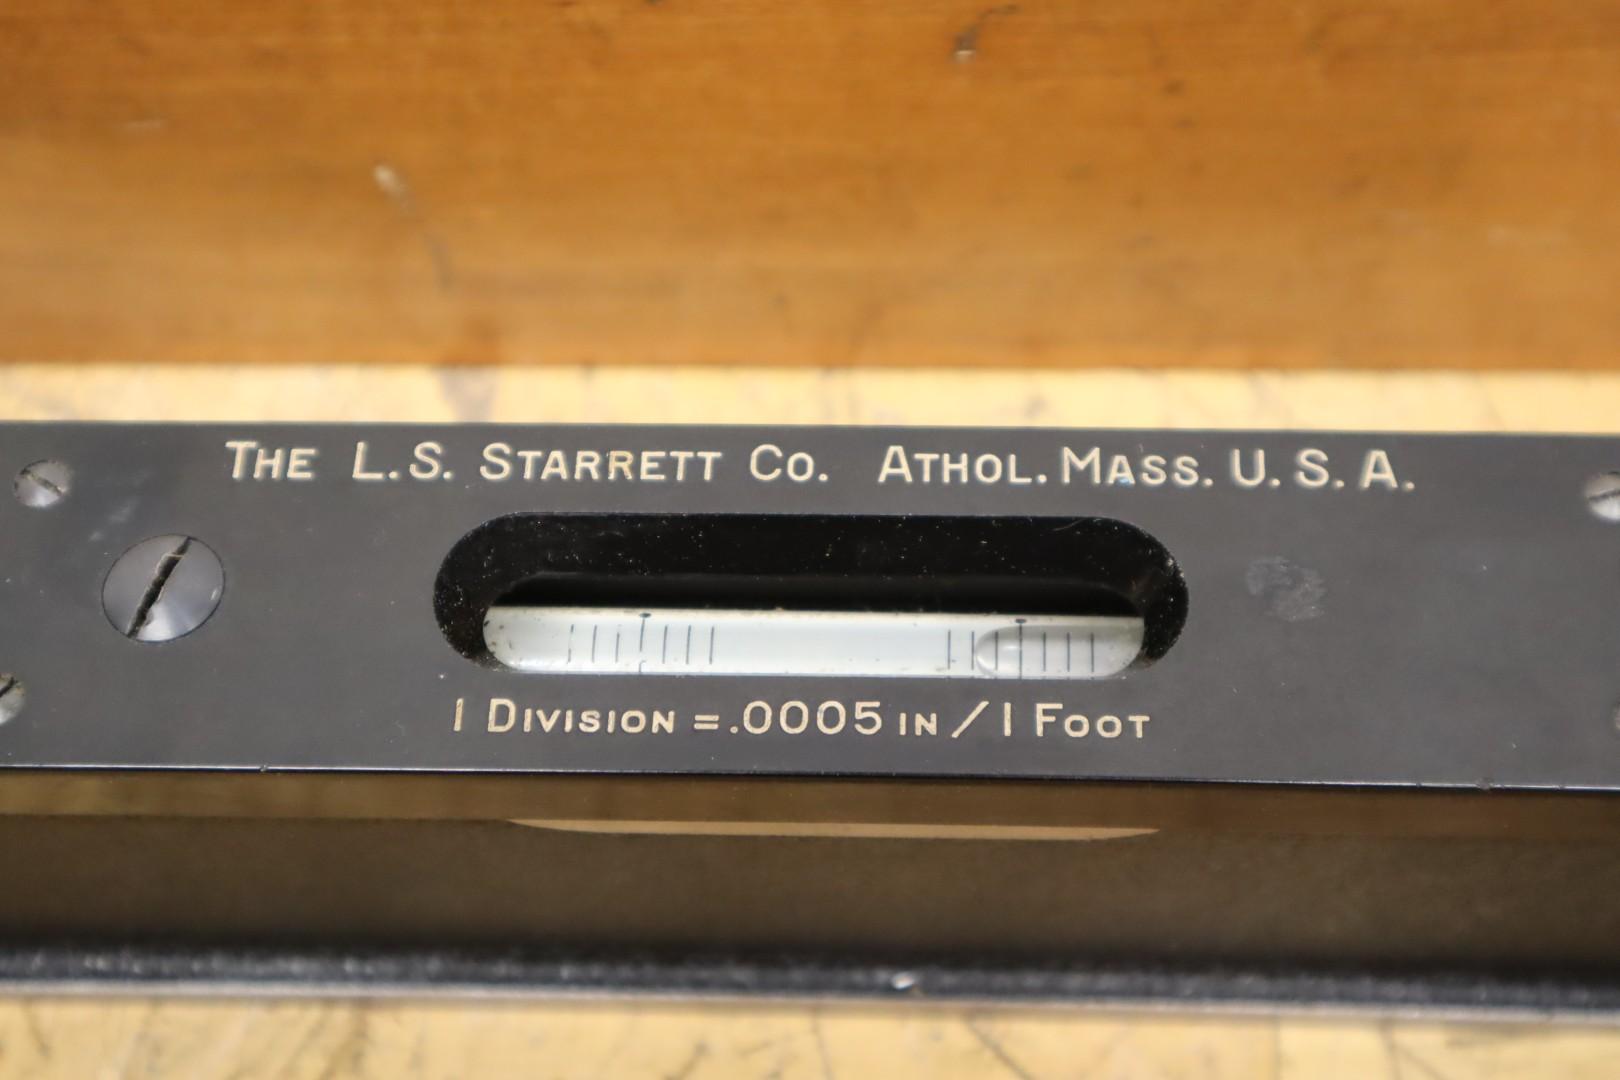 THE L.S. STARRETT CO. ATHOL. MASS. U.S.A.
1 DIVISION = .0005 IN / 1 FOOT